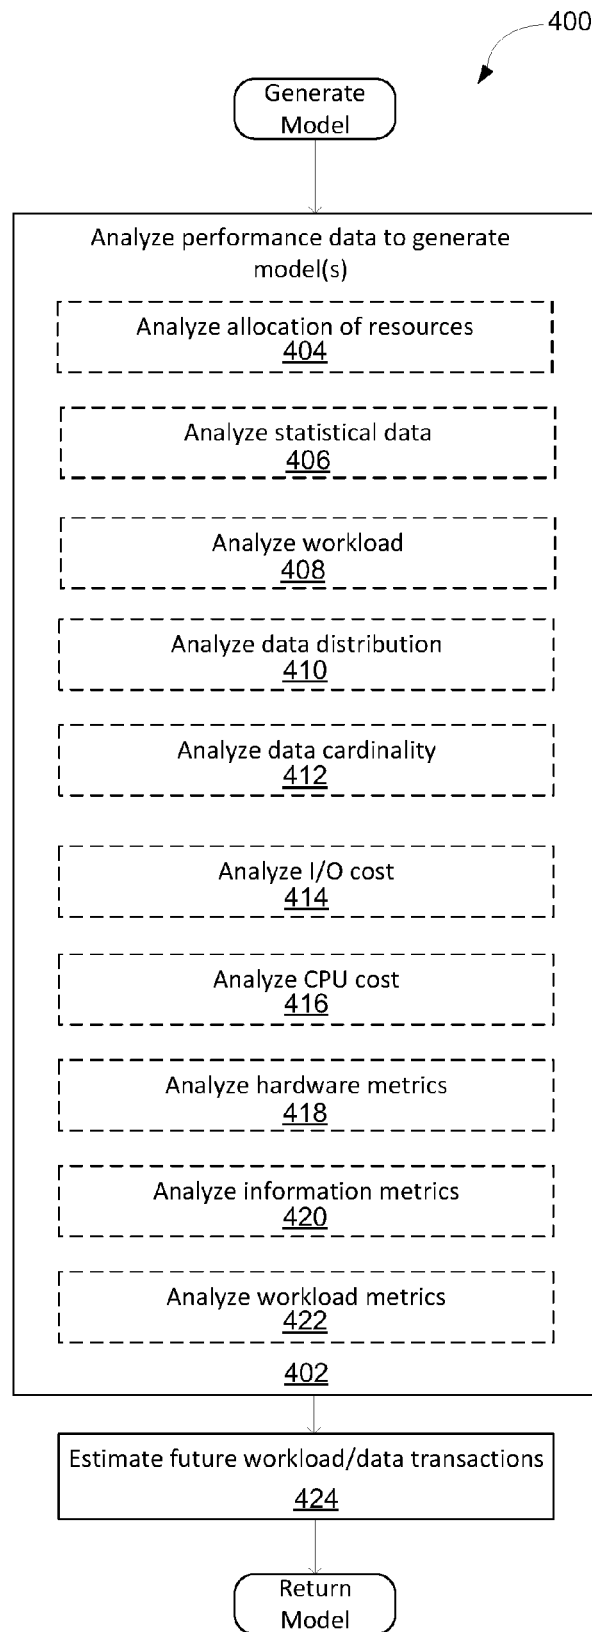 400
Generate
Model
Analyze performance data to generate
model(s)
Analyze allocation of resources
404
Analyze statistical data
406
Analyze workload
408
Analyze data distribution
410
Analyze data cardinality
412
Analyze I/O cost
414
Analyze CPU cost
416
Analyze hardware metrics
418
Analyze information metrics
420
Analyze workload metrics
422
402
Estimate future workload/data transactions
424
Return
Model